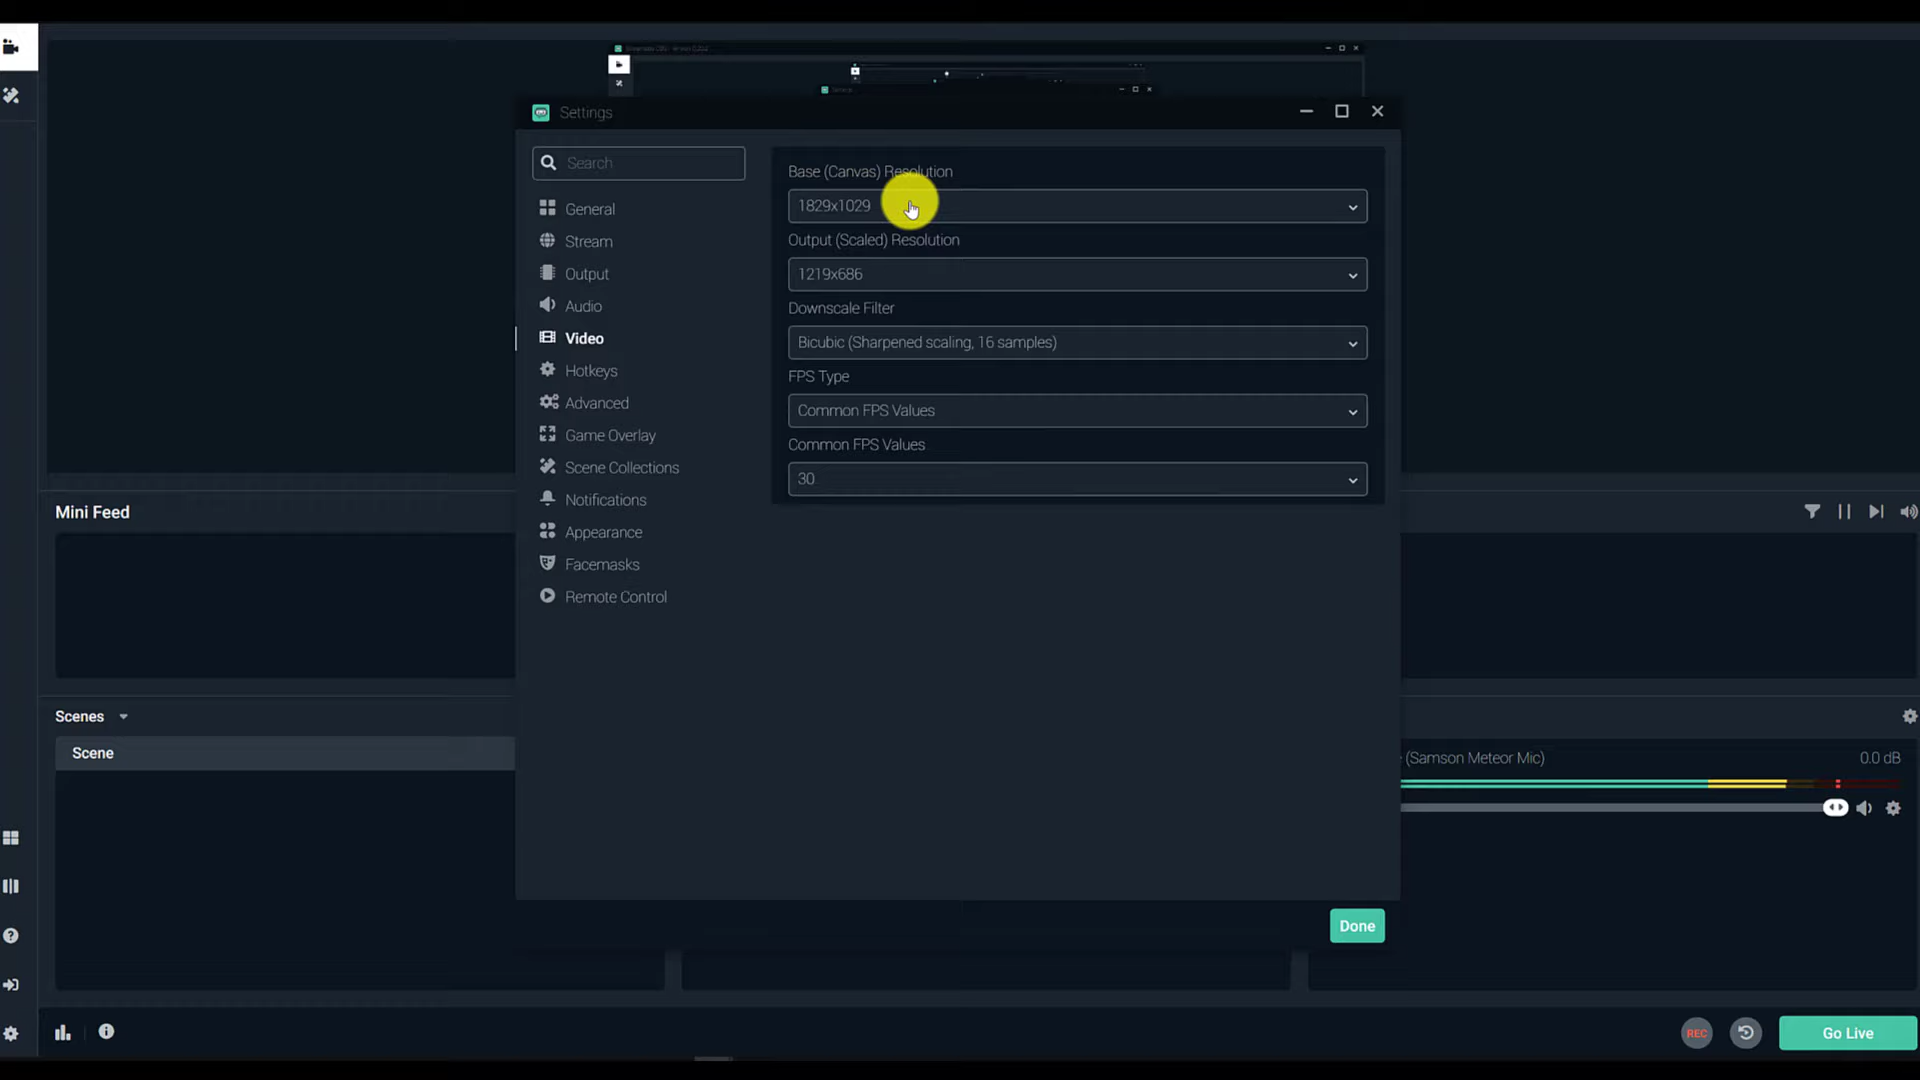 Settings
Search
General
Stream
Output
Audio
Video
Hotkeys
Advanced
Game Overlay
Scene Collections
Notifications
Appearance
Facemasks
Remote Control
Base (Canvas) Resolution
1829x1029
Output (Scaled) Resolution
1219x686
Downscale Filter
Bicubic (Sharpened scaling, 16 samples)
FPS Type
Common FPS Values
Common FPS Values
30
Done
Mini Feed
Scenes
Scene
(Samson Meteor Mic)
0.0 dB
REC
Go Live